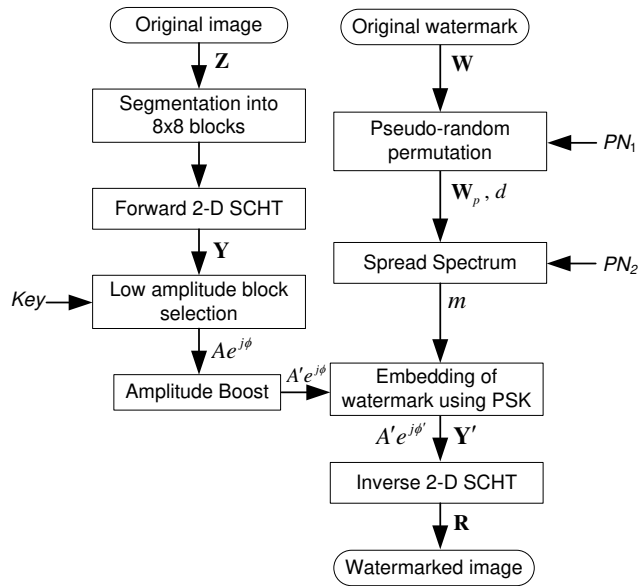 Original image
Z
Segmentation into
8x8 blocks
Forward 2-D SCHT
Y
Key
Low amplitude block
selection
Ae^{jϕ}
Amplitude Boost
A'e^{jϕ}
Original watermark
W
Pseudo-random
permutation
PN₁
W_p , d
Spread Spectrum
PN₂
m
Embedding of
watermark using PSK
A'e^{jϕ'} Y'
Inverse 2-D SCHT
R
Watermarked image